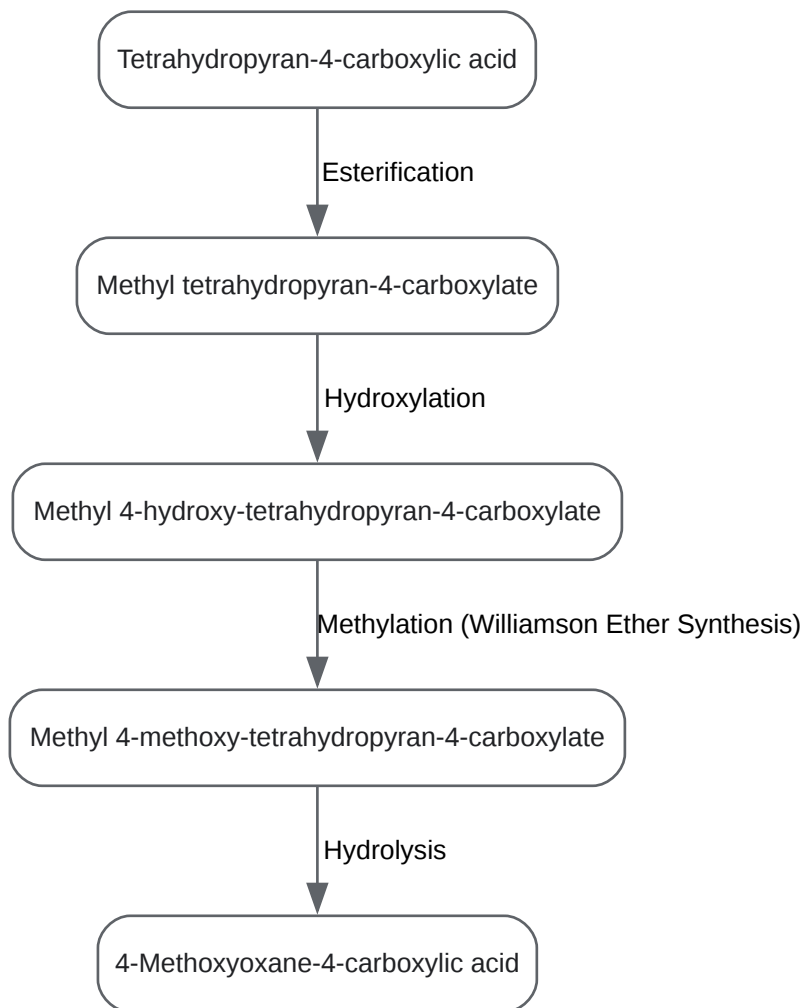 Tetrahydropyran-4-carboxylic acid
Esterification
Methyl tetrahydropyran-4-carboxylate
Hydroxylation
Methyl 4-hydroxy-tetrahydropyran-4-carboxylate
Methylation (Williamson Ether Synthesis)
Methyl 4-methoxy-tetrahydropyran-4-carboxylate
Hydrolysis
4-Methoxyoxane-4-carboxylic acid